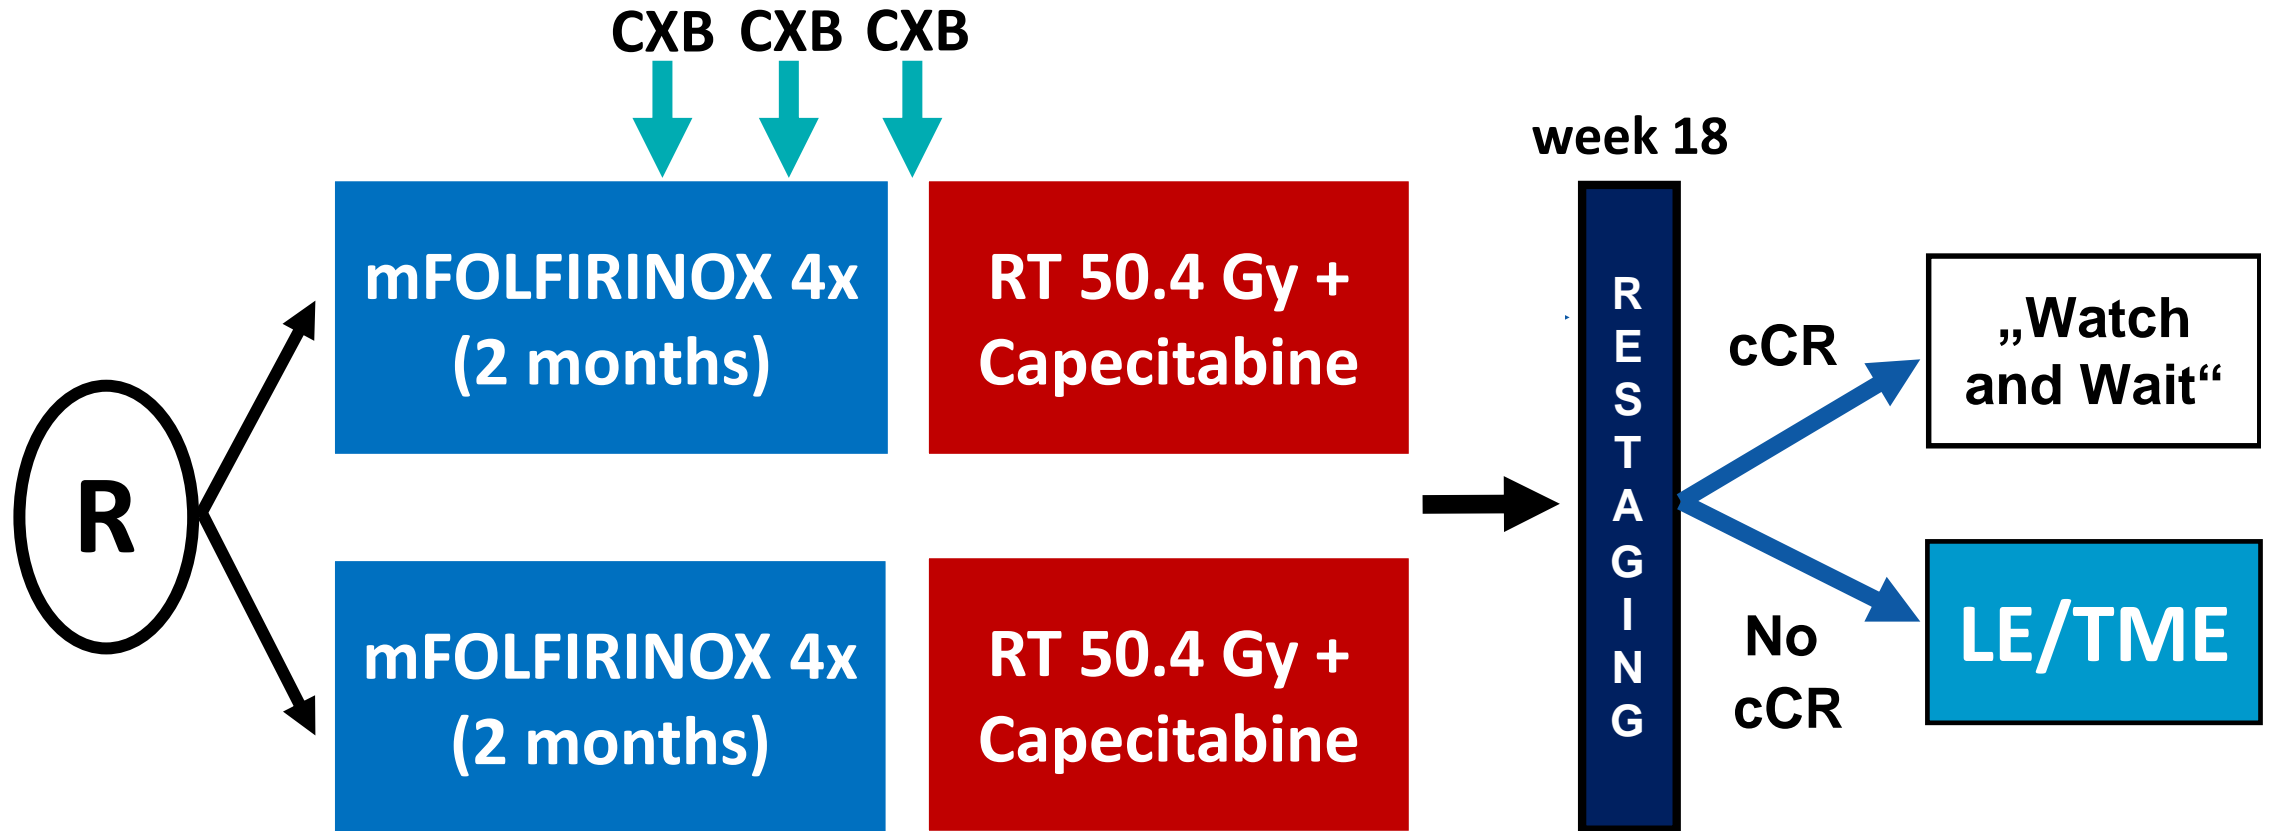 CXB CXB CXB
week 18
R
mFOLFIRINOX 4x
(2 months)
RT 50.4 Gy +
Capecitabine
mFOLFIRINOX 4x
(2 months)
RT 50.4 Gy +
Capecitabine
R
E
S
T
A
G
I
N
G
cCR
„Watch
and Wait“
No
cCR
LE/TME